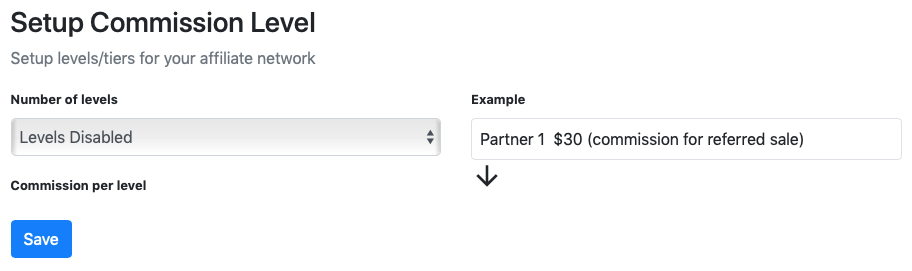 Setup Commission Level
Setup levels/tiers for your affiliate network
Number of levels
Levels Disabled
Commission per level
Save
Example
Partner 1  $30 (commission for referred sale)